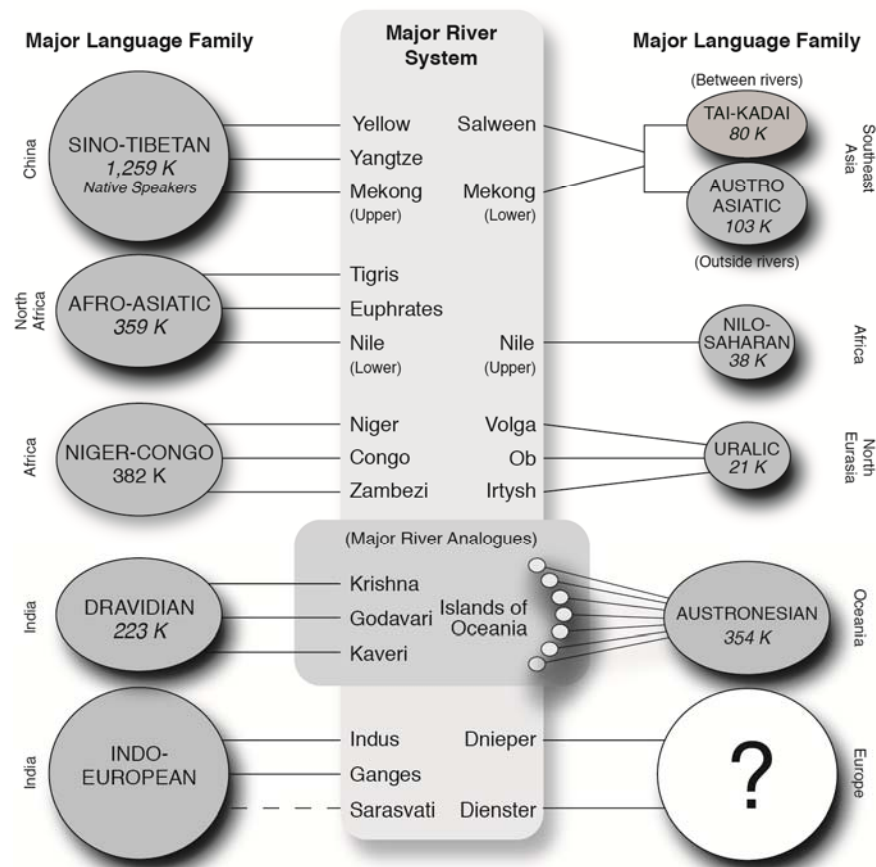 Major Language Family
Major River
System
Major Language Family
China
SINO-TIBETAN
1,259 K
Native Speakers
Yellow
Yangtze
Mekong
(Upper)
Salween
Mekong
(Lower)
(Between rivers)
TAI-KADAI
80 K
AUSTRO
ASIATIC
103 K
(Outside rivers)
Southeast
Asia
North
Africa
AFRO-ASIATIC
359 K
Tigris
Euphrates
Nile
(Lower)
Nile
(Upper)
NILO-
SAHARAN
38 K
Africa
Africa
NIGER-CONGO
382 K
Niger
Congo
Zambezi
Volga
Ob
Irtysh
URALIC
21 K
North
Eurasia
(Major River Analogues)
India
DRAVIDIAN
223 K
Krishna
Godavari
Kaveri
Islands of
Oceania
AUSTRONESIAN
354 K
Oceania
India
INDO-
EUROPEAN
Indus
Ganges
Sarasvati
Dnieper
Dienster
?
Europe